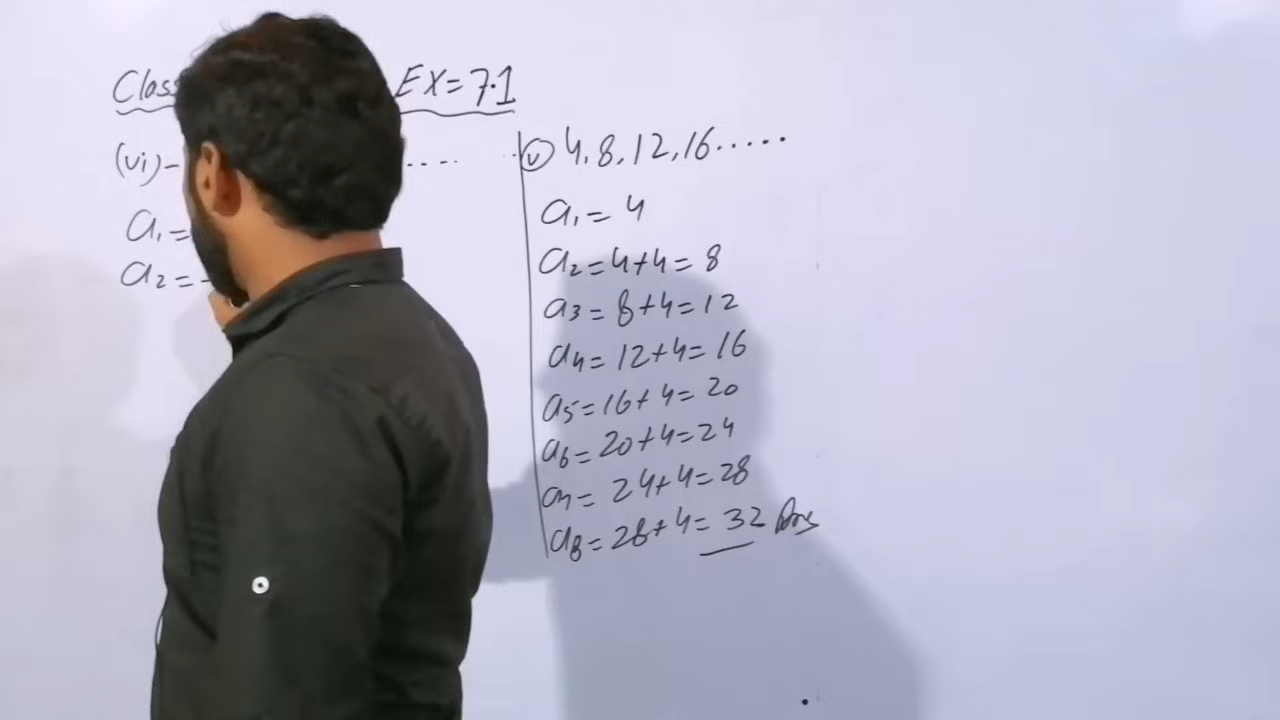 Class EX=7.1
(vi)- ....
a₁=
a₂=-
(v) 4,8,12,16.....
a₁= 4
a₂=4+4=8
a₃= 8+4=12
a₄= 12+4=16
a₅=16+4=20
a₆=20+4=24
a₇= 24+4=28
a₈=28+4=32 Ans